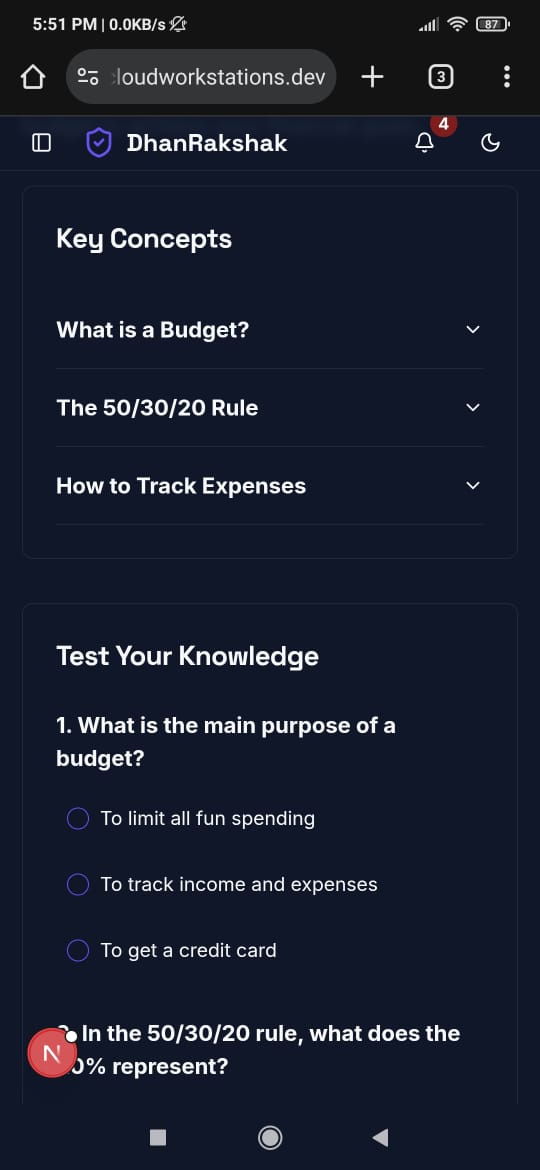 5:51 PM | 0.0KB/s
87
loudworkstations.dev
3
DhanRakshak
4
Key Concepts
What is a Budget?
The 50/30/20 Rule
How to Track Expenses
Test Your Knowledge
1. What is the main purpose of a
budget?
To limit all fun spending
To track income and expenses
To get a credit card
In the 50/30/20 rule, what does the
0% represent?
N